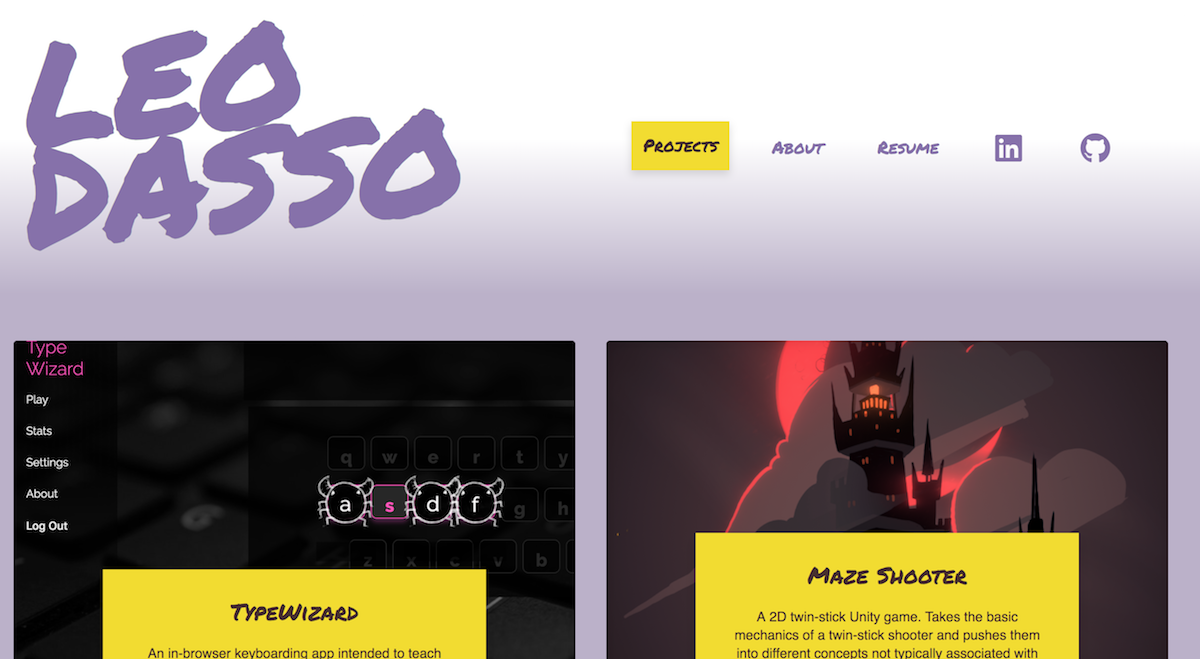 LEO
DASSO
PROJECTS
ABOUT
RESUME
in
Type
Wizard
Play
Stats
Settings
About
Log Out
q w e r t y
a s d f g h
z x c v b
TYPEWIZARD
An in-browser keyboarding app intended to teach
MAZE SHOOTER
A 2D twin-stick Unity game. Takes the basic
mechanics of a twin-stick shooter and pushes them
into different concepts not typically associated with